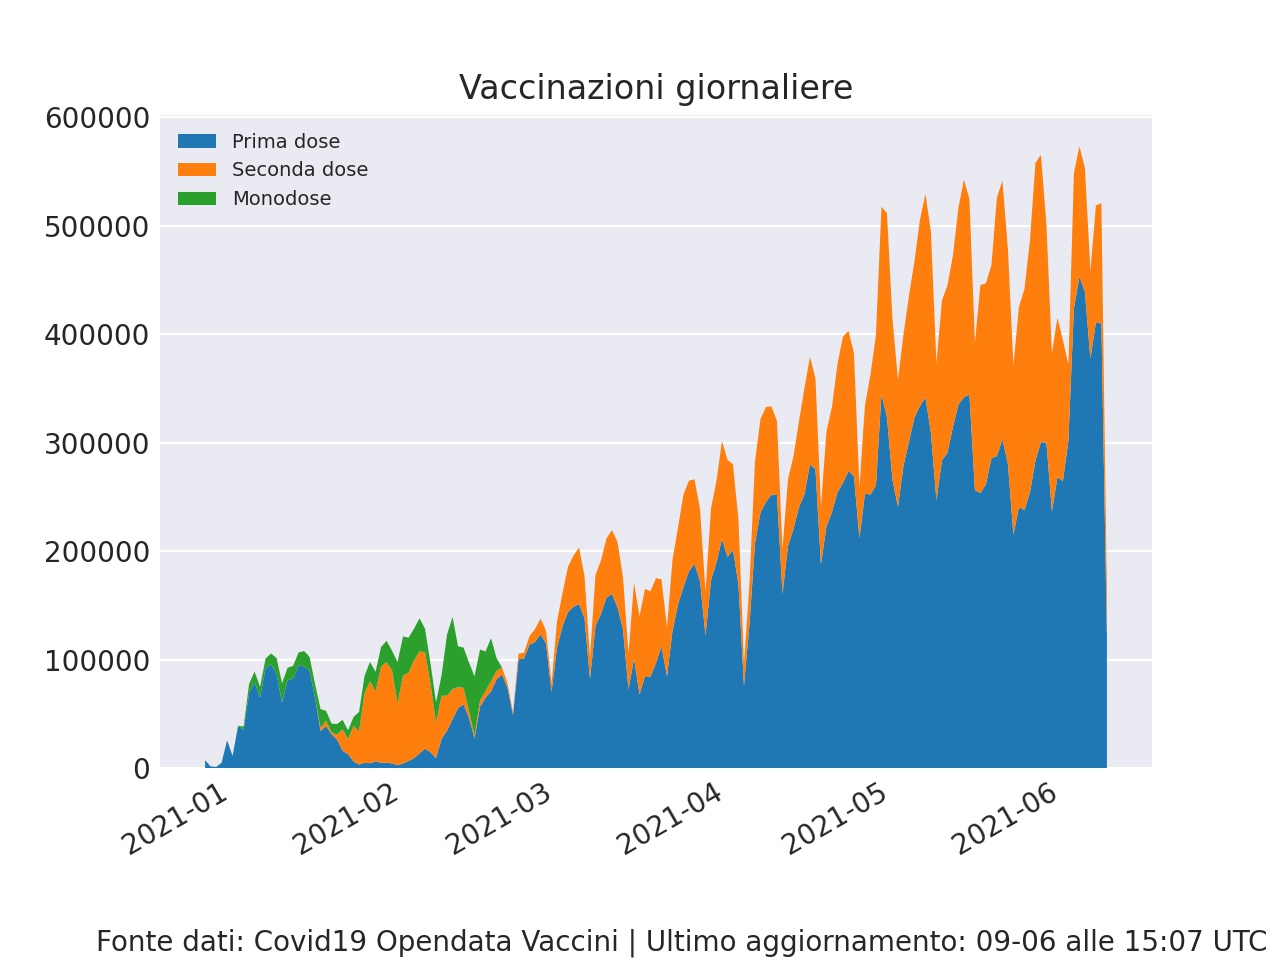 Vaccinazioni giornaliere
600000
500000
400000
300000
200000
100000
0
Prima dose
Seconda dose
Monodose
2021-01
2021-02
2021-03
2021-04
2021-05
2021-06
Fonte dati: Covid19 Opendata Vaccini | Ultimo aggiornamento: 09-06 alle 15:07 UTC